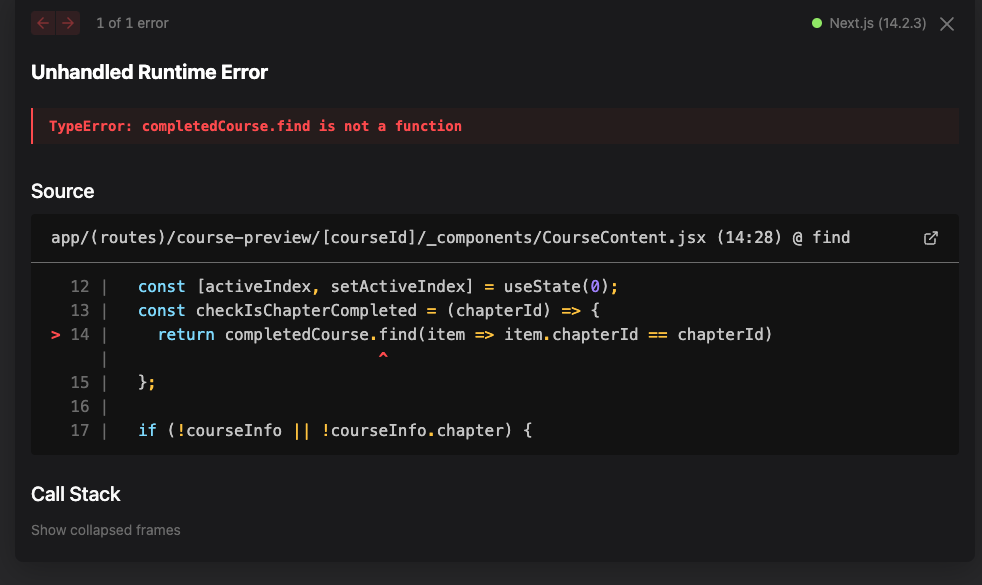 ← → 1 of 1 error Next.js (14.2.3) ×
Unhandled Runtime Error
TypeError: completedCourse.find is not a function
Source
app/(routes)/course-preview/[courseId]/_components/CourseContent.jsx (14:28) @ find
12 | const [activeIndex, setActiveIndex] = useState(0);
13 | const checkIsChapterCompleted = (chapterId) => {
> 14 | return completedCourse.find(item => item.chapterId == chapterId)
| ^
15 | };
16 |
17 | if (!courseInfo || !courseInfo.chapter) {
Call Stack
Show collapsed frames